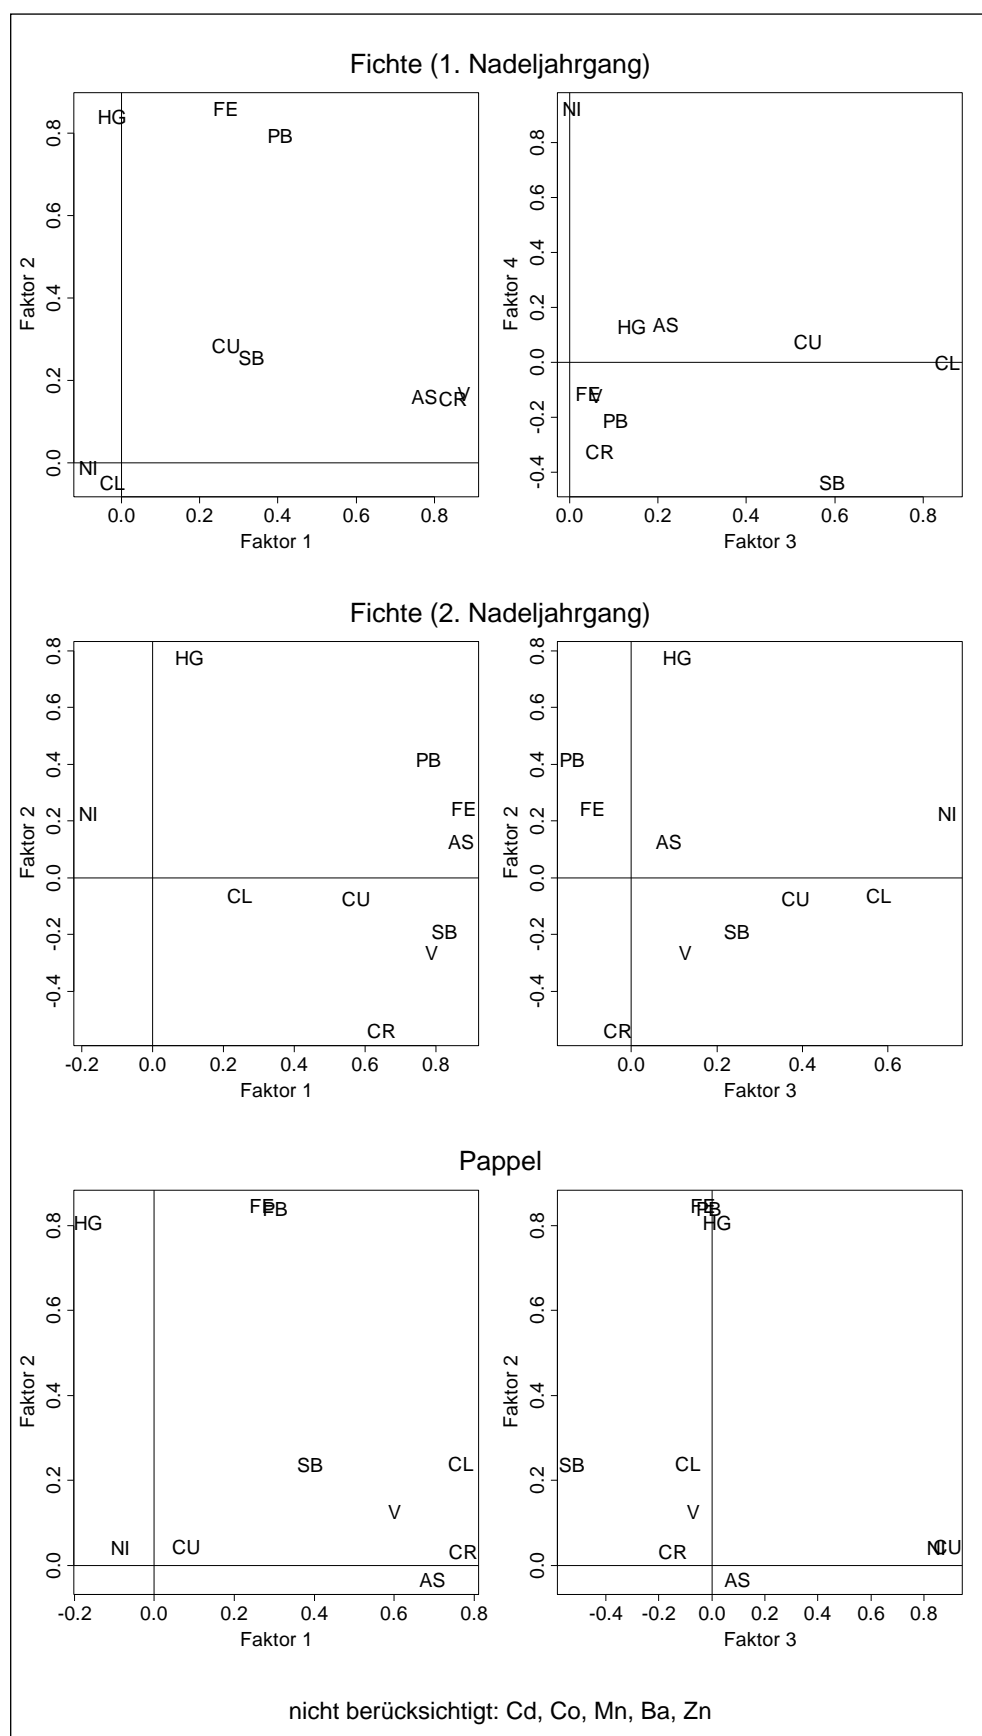 Fichte (1. Nadeljahrgang)
HG FE PB CU SB AS CR V NI CL
0.0 0.2 0.4 0.6 0.8
Faktor 2
0.0 0.2 0.4 0.6 0.8
Faktor 1
NI HG AS CU CL FE V PB CR SB
-0.4 -0.2 0.0 0.2 0.4 0.6 0.8
Faktor 4
0.0 0.2 0.4 0.6 0.8
Faktor 3
Fichte (2. Nadeljahrgang)
HG PB FE NI AS CL CU SB V CR
-0.4 -0.2 0.0 0.2 0.4 0.6 0.8
Faktor 2
-0.2 0.0 0.2 0.4 0.6 0.8
Faktor 1
HG PB FE NI AS CU CL SB V CR
-0.4 -0.2 0.0 0.2 0.4 0.6 0.8
Faktor 2
0.0 0.2 0.4 0.6
Faktor 3
Pappel
HG FE PB SB CL V NI CU CR AS
0.0 0.2 0.4 0.6 0.8
Faktor 2
-0.2 0.0 0.2 0.4 0.6 0.8
Faktor 1
FE PB HG SB CL V CR NI CU AS
0.0 0.2 0.4 0.6 0.8
Faktor 2
-0.4 -0.2 0.0 0.2 0.4 0.6 0.8
Faktor 3
nicht berücksichtigt: Cd, Co, Mn, Ba, Zn